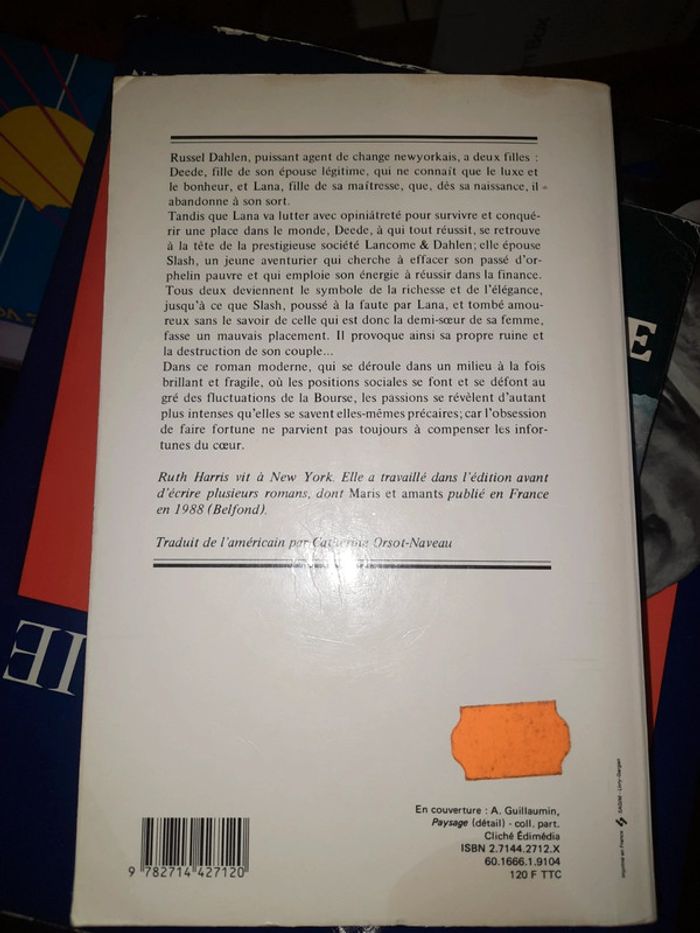 Russel Dahlen, puissant agent de change newyorkais, a deux filles :
Deede, fille de son épouse légitime, qui ne connaît que le luxe et
le bonheur, et Lana, fille de sa maîtresse, que, dès sa naissance, il
abandonne à son sort.
Tandis que Lana va lutter avec opiniâtreté pour survivre et conqué-
rir une place dans le monde, Deede, à qui tout réussit, se retrouve
à la tête de la prestigieuse société Lancome & Dahlen; elle épouse
Slash, un jeune aventurier qui cherche à effacer son passé d'or-
phelin pauvre et qui emploie son énergie à réussir dans la finance.
Tous deux deviennent le symbole de la richesse et de l'élégance,
jusqu'à ce que Slash, poussé à la faute par Lana, et tombé amou-
reux sans le savoir de celle qui est donc la demi-sœur de sa femme,
fasse un mauvais placement. Il provoque ainsi sa propre ruine et
la destruction de son couple...
Dans ce roman moderne, qui se déroule dans un milieu à la fois
brillant et fragile, où les positions sociales se font et se défont au
gré des fluctuations de la Bourse, les passions se révèlent d'autant
plus intenses qu'elles se savent elles-mêmes précaires; car l'obsession
de faire fortune ne parvient pas toujours à compenser les infor-
tunes du cœur.
Ruth Harris vit à New York. Elle a travaillé dans l'édition avant
d'écrire plusieurs romans, dont Maris et amants publié en France
en 1988 (Belfond).
Traduit de l'américain par Catherine Orsot-Naveau
En couverture : A. Guillaumin,
Paysage (détail) - coll. part.
Cliché Édimédia
ISBN 2.7144.2712.X
60.1666.1.9104
120 F TTC
9 782714 427120
Imprimé en France
IE
E